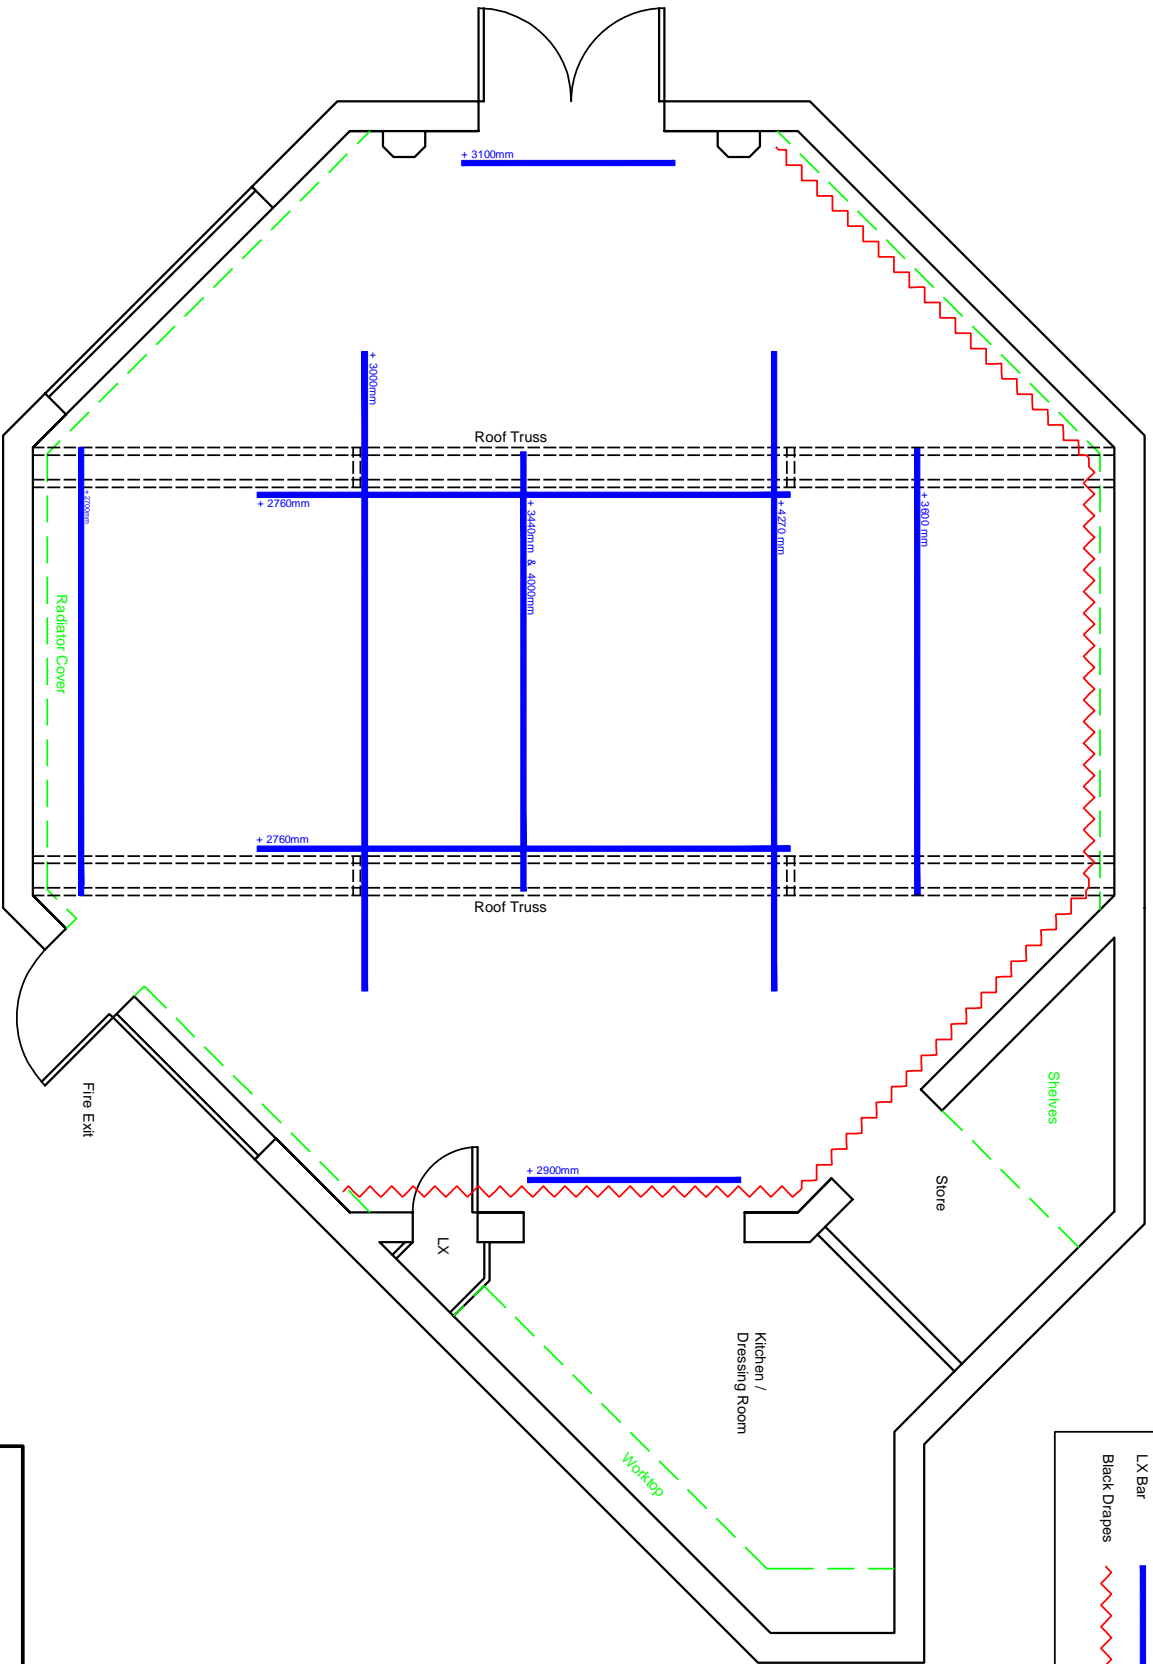 + 3100mm
+ 3000mm
Roof Truss
+ 2700mm
+ 2760mm
+ 3440mm & 4000mm
+ 4270 mm
+ 3600 mm
Radiator Cover
+ 2760mm
Roof Truss
Fire Exit
Shelves
+ 2900mm
Store
LX
Kitchen /
Dressing Room
Worktop
LX Bar
Black Drapes